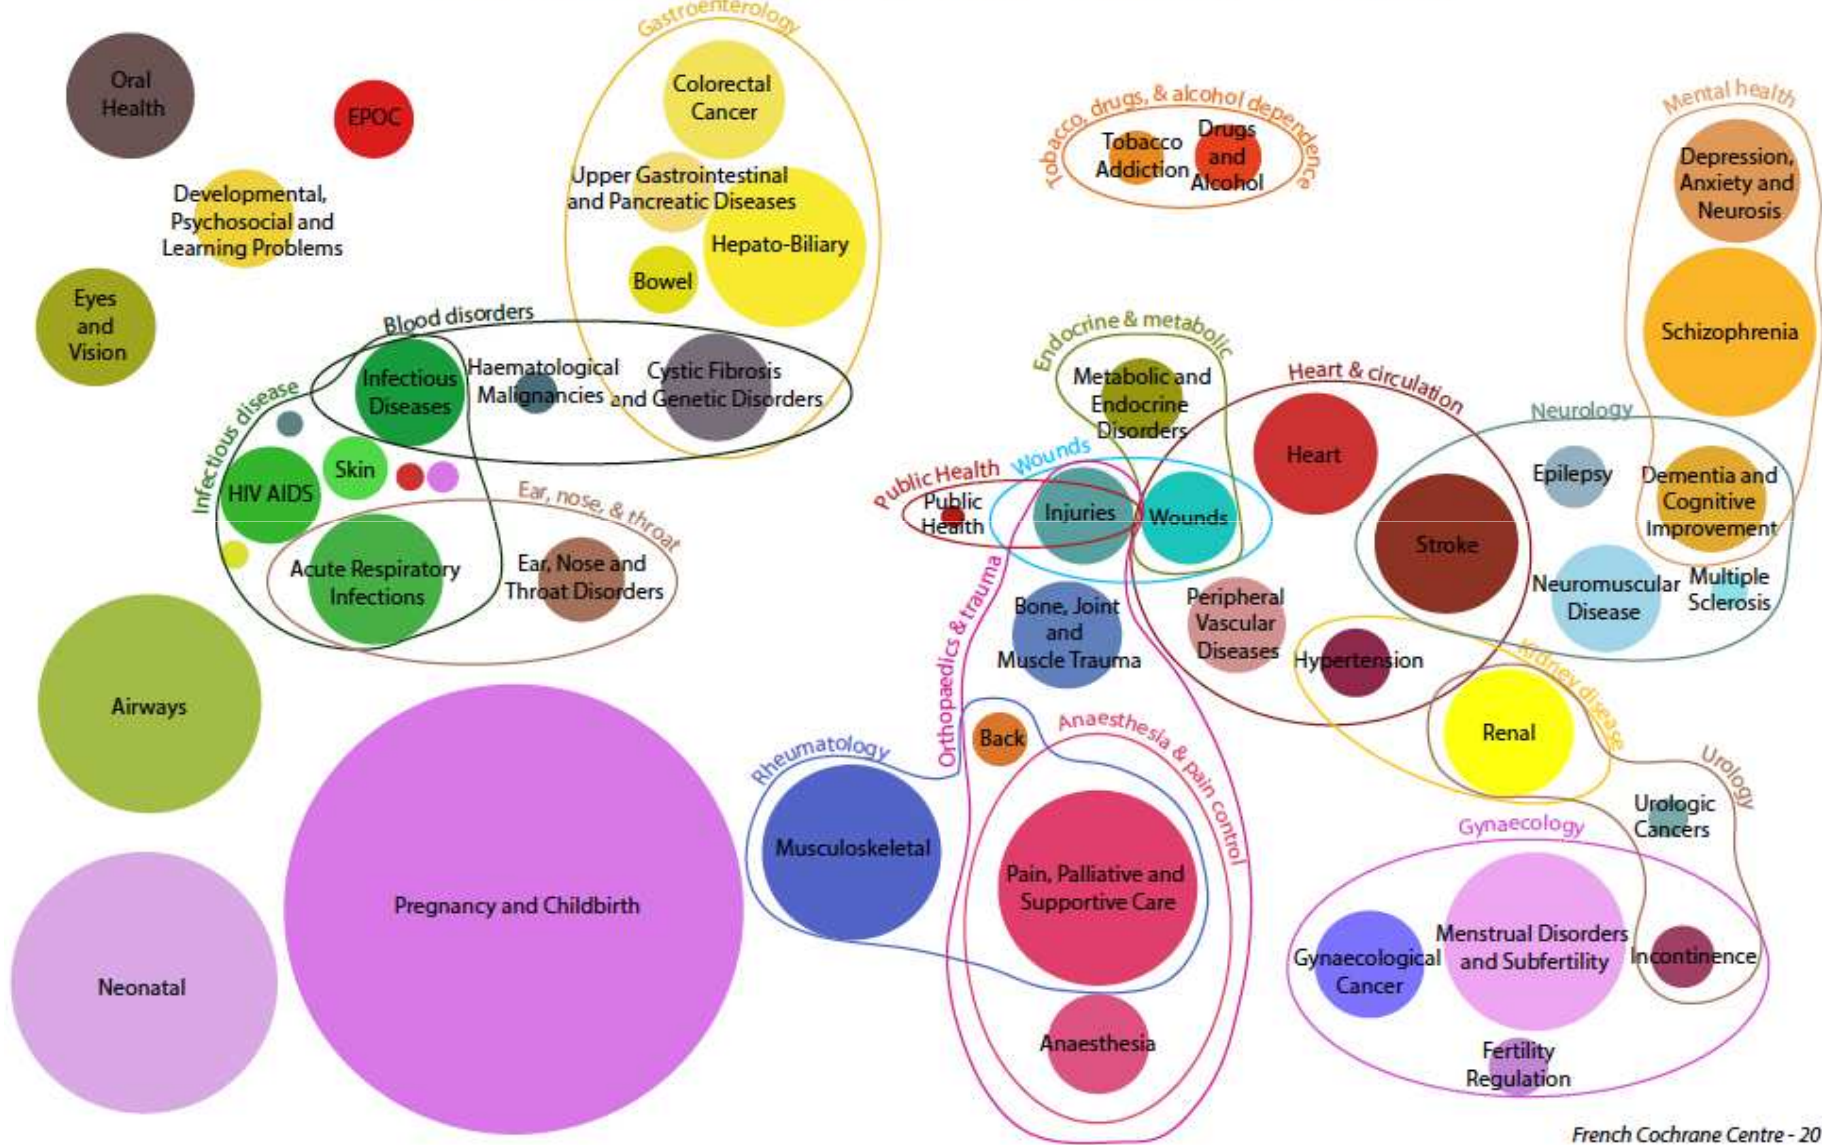 Gastroenterology
Oral
Health
EPOC
Colorectal
Cancer
Developmental,
Psychosocial and
Learning Problems
Upper Gastrointestinal
and Pancreatic Diseases
Hepato-Biliary
Bowel
Eyes
and
Vision
Tobacco, drugs, & alcohol dependence
Tobacco
Addiction
Drugs
and
Alcohol
Mental health
Depression,
Anxiety and
Neurosis
Schizophrenia
Blood disorders
Infectious disease
Infectious
Diseases
Haematological
Malignancies
Cystic Fibrosis
and Genetic Disorders
Skin
HIV AIDS
Ear, nose, & throat
Acute Respiratory
Infections
Ear, Nose and
Throat Disorders
Endocrine & metabolic
Metabolic and
Endocrine
Disorders
Heart & circulation
Heart
Neurology
Epilepsy
Dementia and
Cognitive
Improvement
Public Health
Wounds
Public
Health
Injuries
Wounds
Stroke
Neuromuscular
Disease
Multiple
Sclerosis
Orthopaedics & trauma
Bone, Joint
and
Muscle Trauma
Peripheral
Vascular
Diseases
Hypertension
Kidney disease
Renal
Urology
Urologic
Cancers
Airways
Neonatal
Pregnancy and Childbirth
Rheumatology
Musculoskeletal
Back
Anaesthesia & pain control
Pain, Palliative and
Supportive Care
Anaesthesia
Gynaecology
Gynaecological
Cancer
Menstrual Disorders
and Subfertility
Incontinence
Fertility
Regulation
French Cochrane Centre - 20